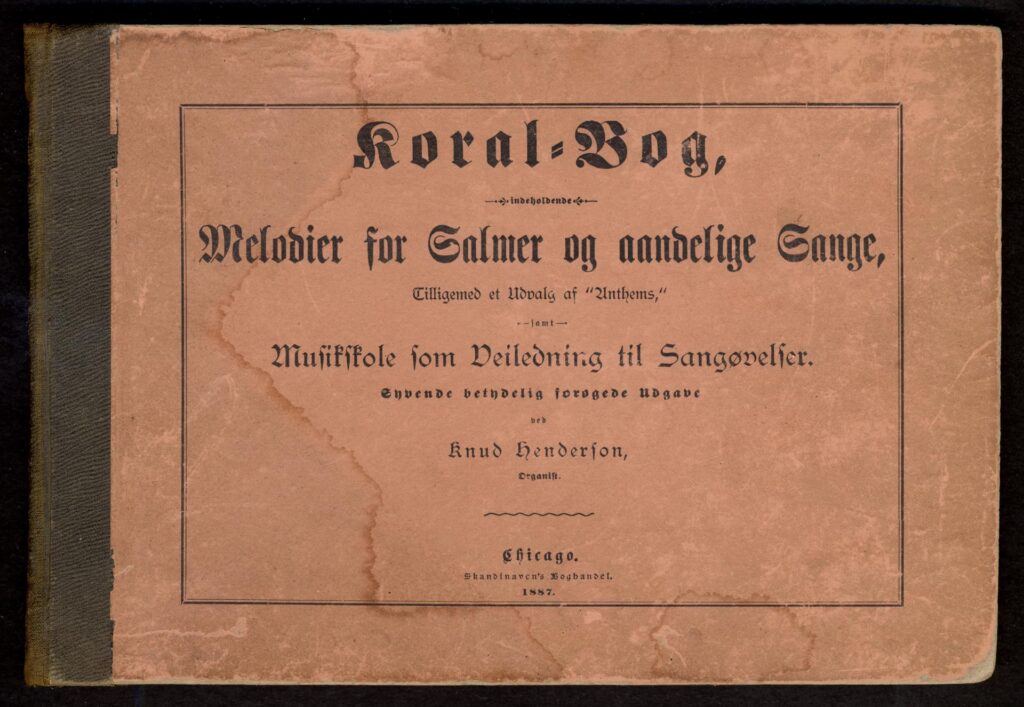 Koral-Bog,
indeholdende
Melodier for Salmer og aandelige Sange,
Tilligemed et Udvalg af "Anthems,"
samt
Musikskole som Veiledning til Sangøvelser.
Syvende betydelig forøgede Udgave
ved
Knud Henderson,
Organist.
Chicago.
Skandinaven's Boghandel.
1887.